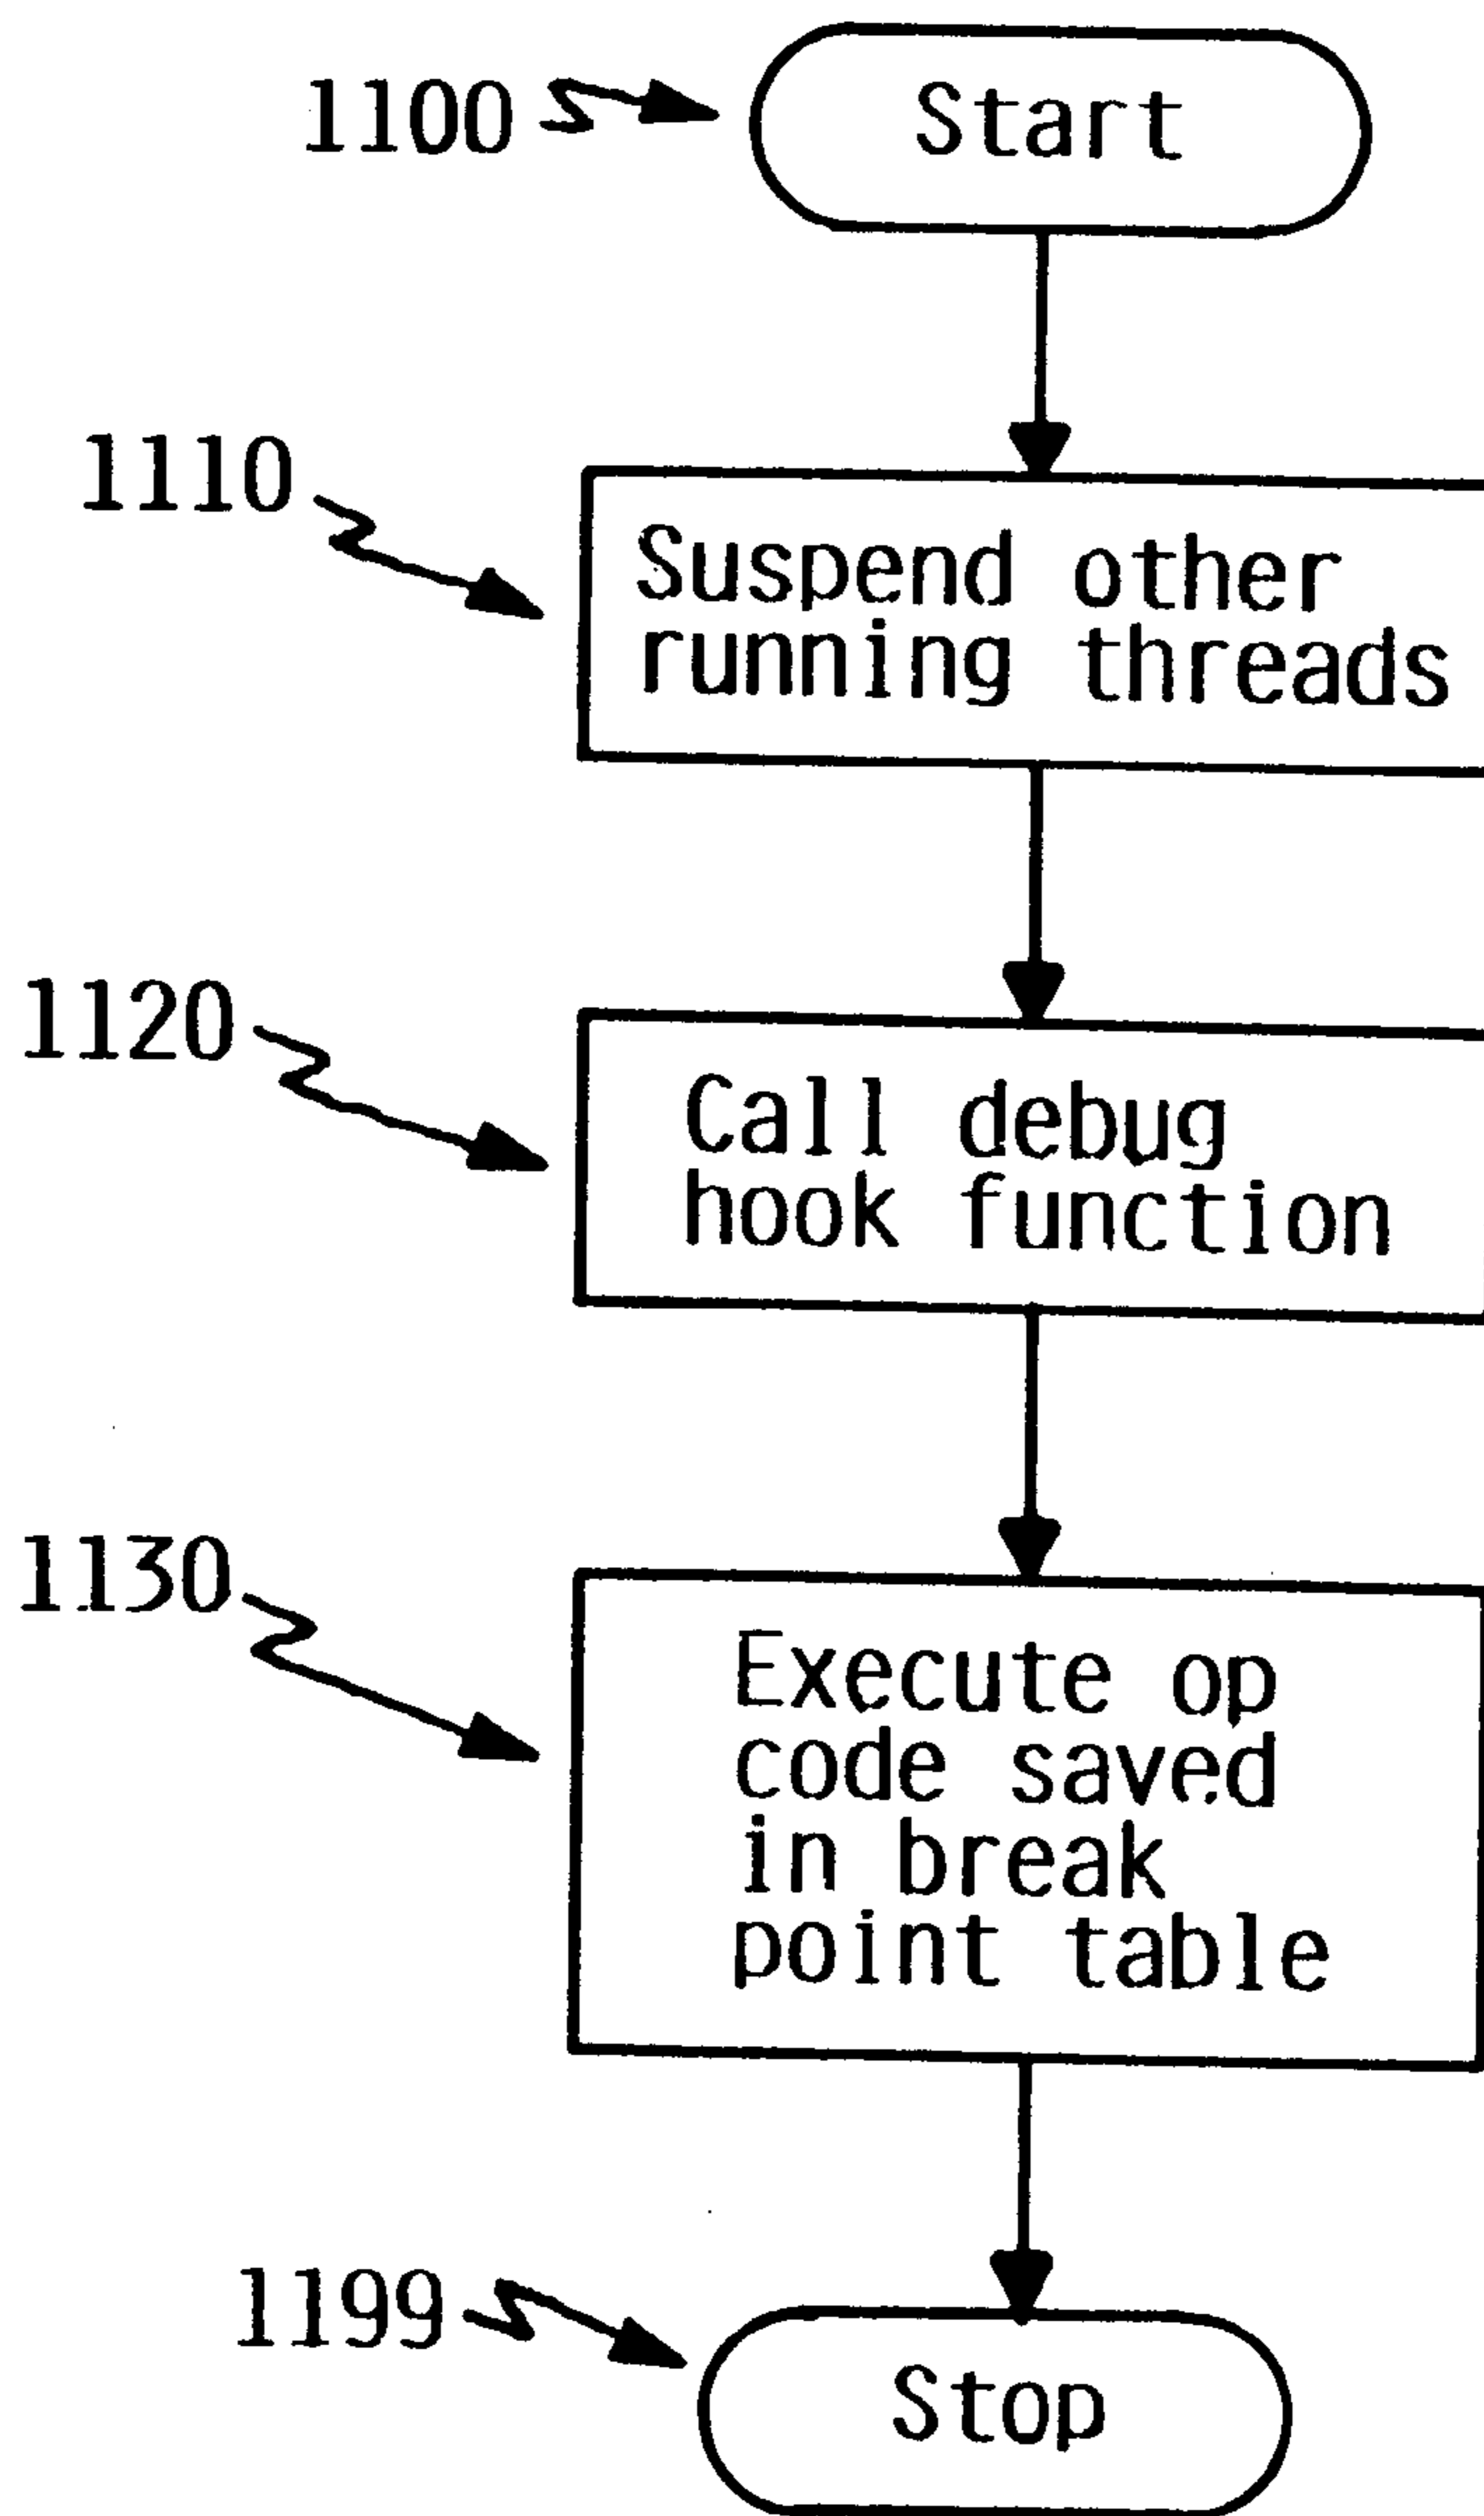 1100
Start
1110
Suspend other
running threads
1120
Call debug
hook function
1130
Execute op
code saved
in break
point table
1199
Stop